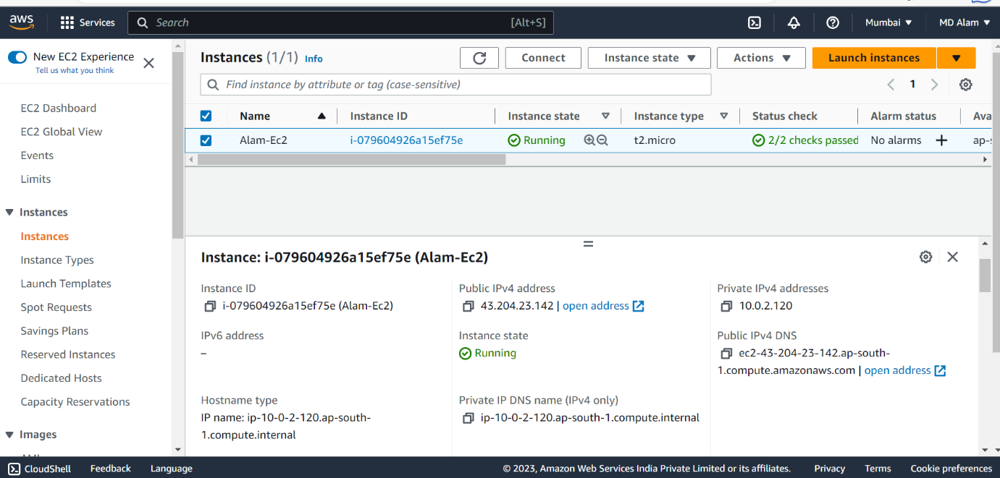 aws
Services
Search [Alt+S]
Mumbai ▼
MD Alam ▼
New EC2 Experience
Tell us what you think
EC2 Dashboard
EC2 Global View
Events
Limits
Instances
Instances
Instance Types
Launch Templates
Spot Requests
Savings Plans
Reserved Instances
Dedicated Hosts
Capacity Reservations
Images
Instances (1/1) Info
Connect
Instance state ▼
Actions ▼
Launch instances
Find instance by attribute or tag (case-sensitive)
1
Name Instance ID Instance state Instance type Status check Alarm status Ava
Alam-Ec2 i-079604926a15ef75e Running t2.micro 2/2 checks passed No alarms + ap-
Instance: i-079604926a15ef75e (Alam-Ec2)
Instance ID
i-079604926a15ef75e (Alam-Ec2)
Public IPv4 address
43.204.23.142 | open address
Private IPv4 addresses
10.0.2.120
IPv6 address
–
Instance state
Running
Public IPv4 DNS
ec2-43-204-23-142.ap-south-
1.compute.amazonaws.com | open address
Hostname type
IP name: ip-10-0-2-120.ap-south-
1.compute.internal
Private IP DNS name (IPv4 only)
ip-10-0-2-120.ap-south-1.compute.internal
CloudShell
Feedback
Language
© 2023, Amazon Web Services India Private Limited or its affiliates.
Privacy
Terms
Cookie preferences